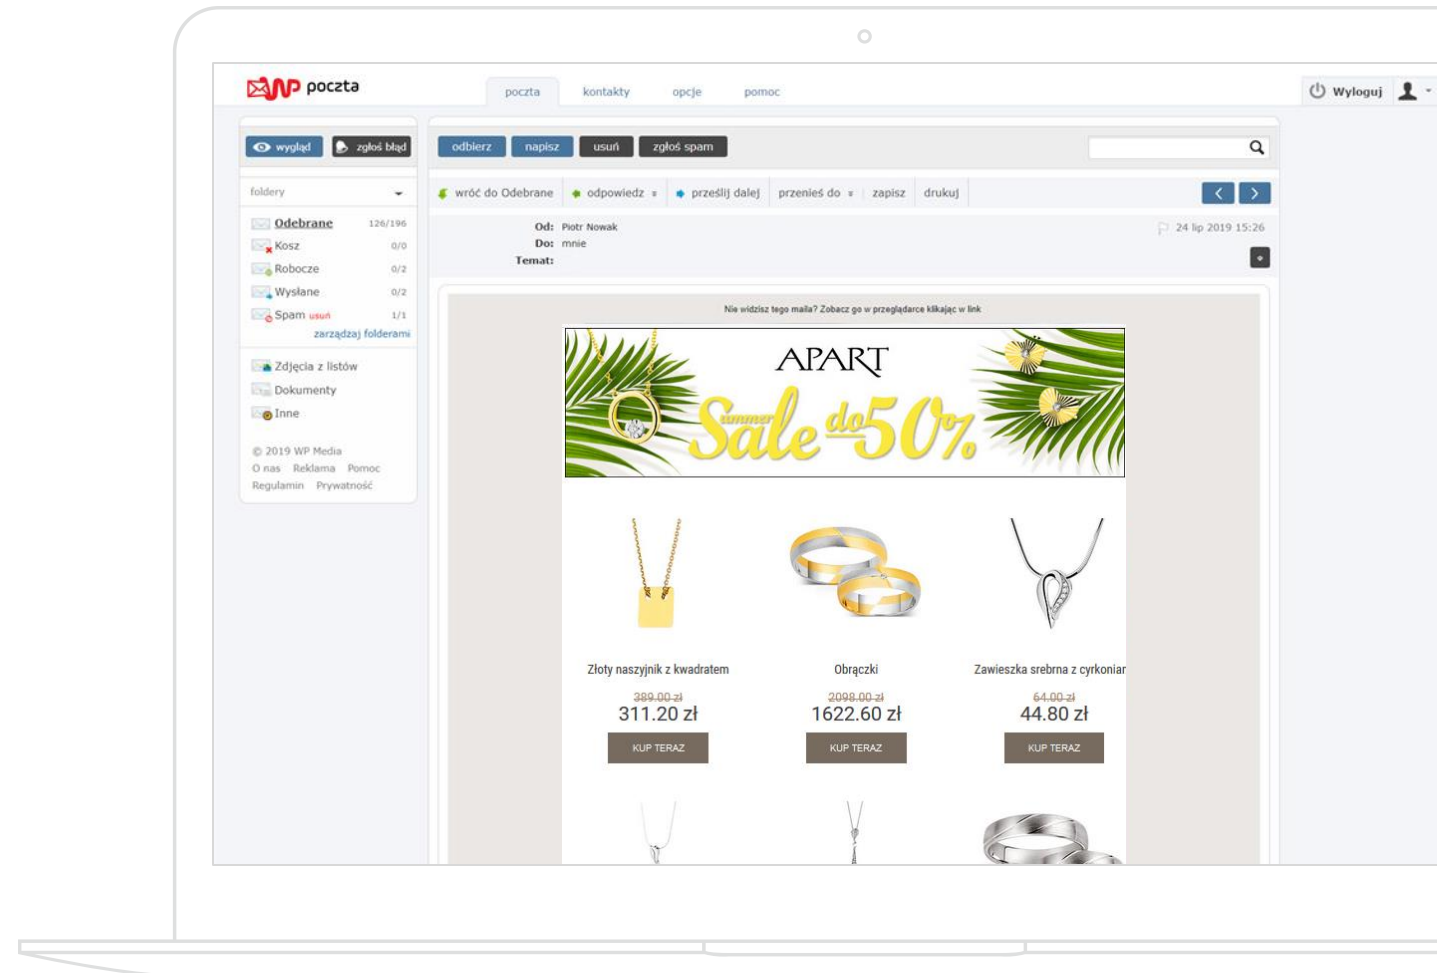 WP poczta
poczta kontakty opcje pomoc
Wyloguj
wygląd zgłoś błąd
odbierz napisz usuń zgłoś spam
foldery
wróć do Odebrane odpowiedz prześlij dalej przenieś do zapisz drukuj
Odebrane 126/196
Kosz 0/0
Robocze 0/2
Wysłane 0/2
Spam usuń 1/1
zarządzaj folderami
Zdjęcia z listów
Dokumenty
Inne
© 2019 WP Media
O nas Reklama Pomoc
Regulamin Prywatność
Od: Piotr Nowak
24 lip 2019 15:26
Do: mnie
Temat:
Nie widzisz tego maila? Zobacz go w przeglądarce klikając w link
APART
summer
Sale do 50%
Złoty naszyjnik z kwadratem
389.00 zł
311.20 zł
KUP TERAZ
Obrączki
2098.00 zł
1622.60 zł
KUP TERAZ
Zawieszka srebrna z cyrkoniar
64.00 zł
44.80 zł
KUP TERAZ